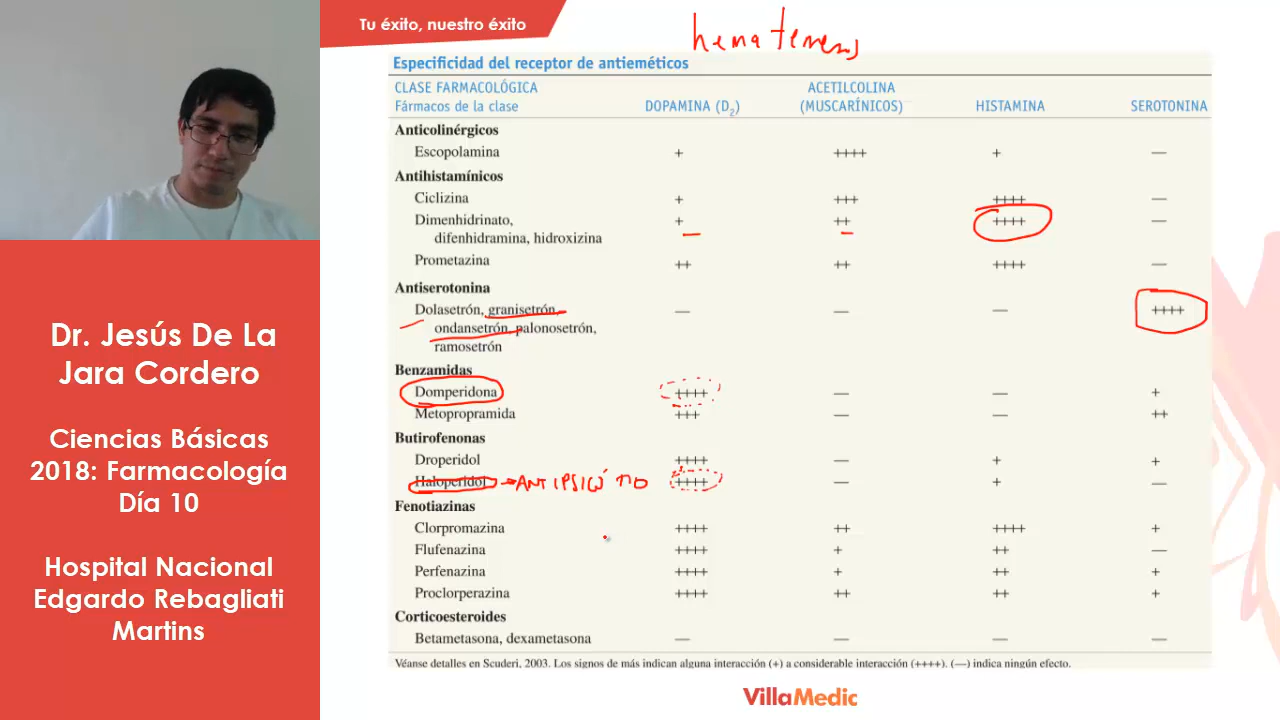 Tu éxito, nuestro éxito
hematemesis
Especificidad del receptor de antieméticos
CLASE FARMACOLÓGICA
Fármacos de la clase DOPAMINA (D2) ACETILCOLINA (MUSCARÍNICOS) HISTAMINA SEROTONINA
Anticolinérgicos
Escopolamina + ++++ + —
Antihistamínicos
Ciclizina + +++ ++++ —
Dimenhidrinato, + ++ ++++ —
difenhidramina, hidroxizina
Prometazina ++ ++ ++++ —
Antiserotonina
Dolasetrón, granisetrón, — — — ++++
ondansetrón, palonosetrón,
ramosetrón
Benzamidas
Domperidona ++++ — — +
Metopropramida +++ — — ++
Butirofenonas
Droperidol ++++ — + +
Haloperidol → ANTIPSICÓTICO ++++ — + —
Fenotiazinas
Clorpromazina ++++ ++ ++++ +
Flufenazina ++++ + ++ —
Perfenazina ++++ + ++ +
Proclorperazina ++++ ++ ++ +
Corticoesteroides
Betametasona, dexametasona — — — —
Véanse detalles en Scuderi, 2003. Los signos de más indican alguna interacción (+) a considerable interacción (++++). (—) indica ningún efecto.
Dr. Jesús De La
Jara Cordero
Ciencias Básicas
2018: Farmacología
Día 10
Hospital Nacional
Edgardo Rebagliati
Martins
VillaMedic